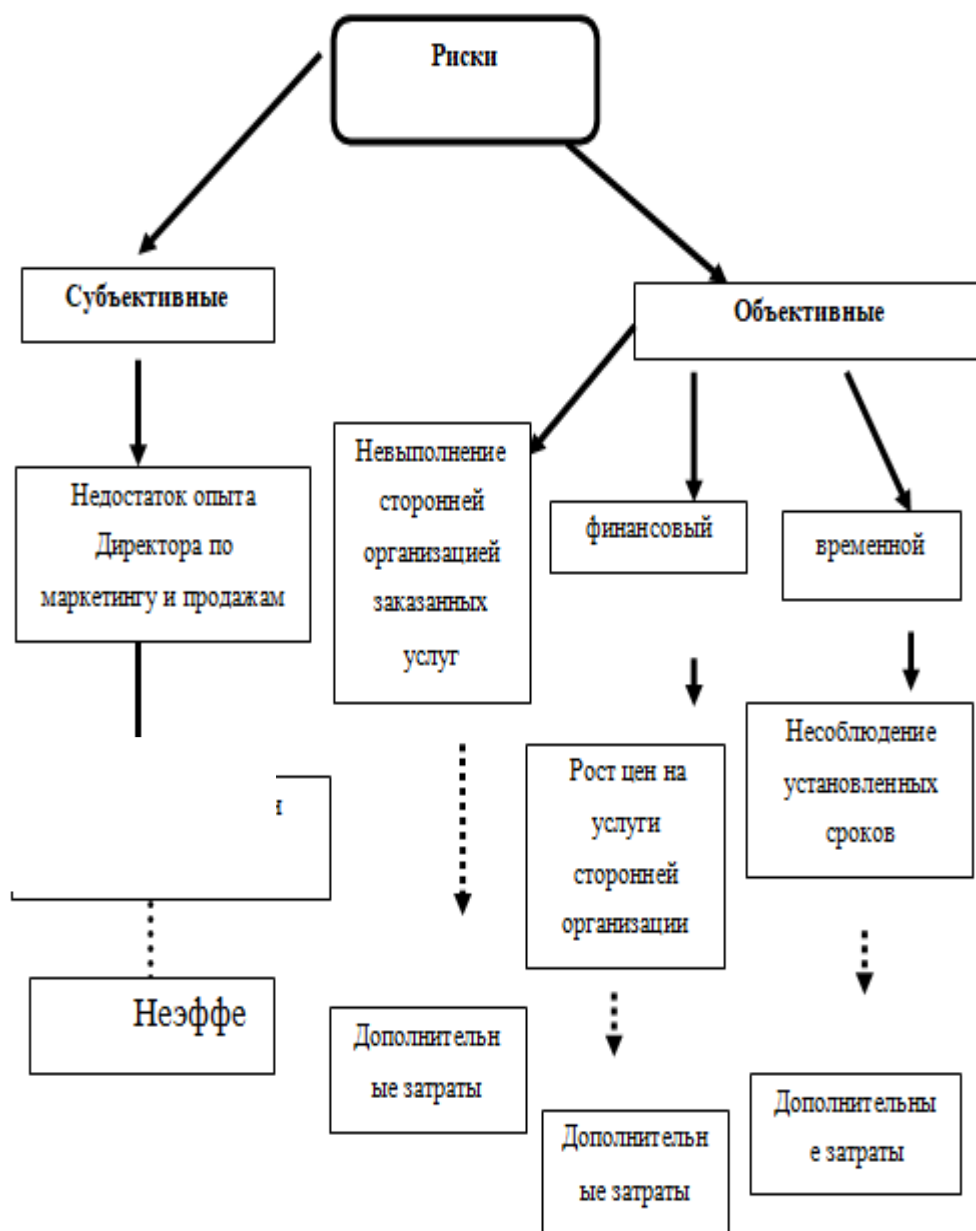 Риски
Субъективные
Объективные
Недостаток опыта
Директора по
маркетингу и продажам
Невыполнение
сторонней
организацией
заказанных
услуг
финансовый
временной
Рост цен на
услуги
сторонней
организации
Несоблюдение
установленных
сроков
Неэффе
Дополнительн
ые затраты
Дополнительн
ые затраты
Дополнительны
е затраты